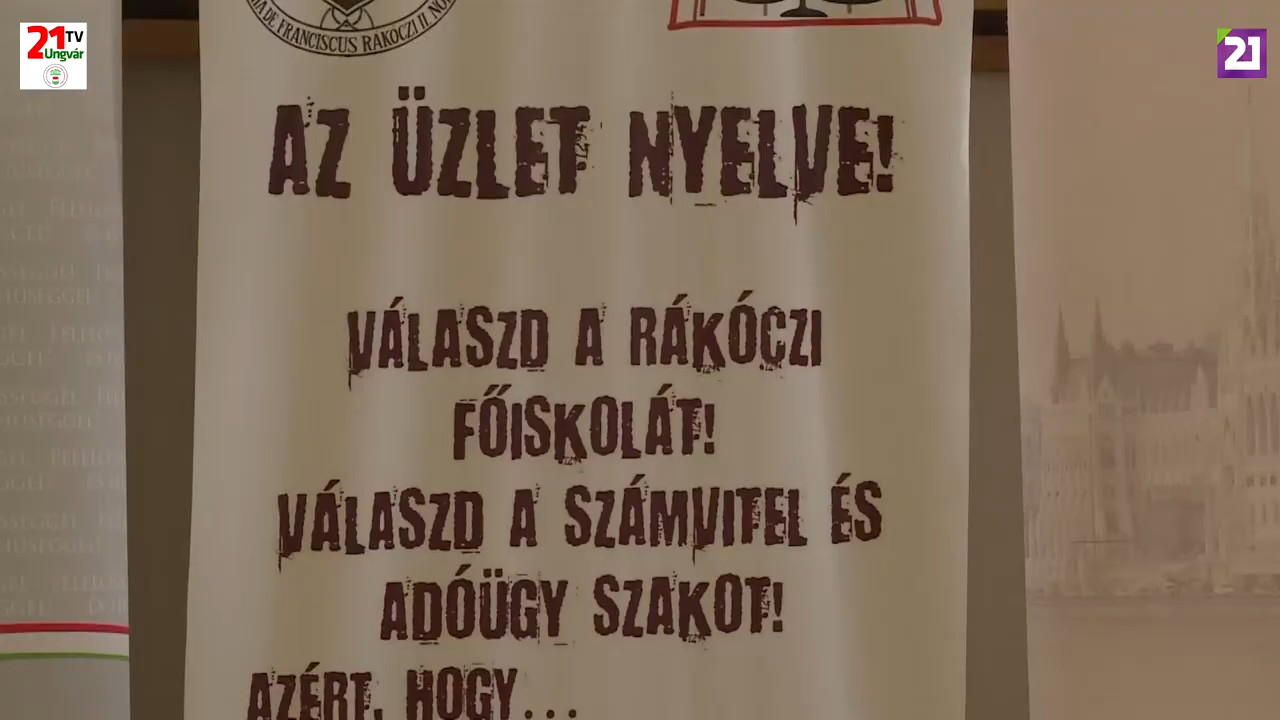 21 TV
Ungvár
21
DE FRANCISCUS RAKOCZI II
AZ ÜZLET NYELVE!
VÁLASZD A RÁKÓCZI
FŐISKOLÁT!
VÁLASZD A SZÁMVITEL ÉS
ADÓÜGY SZAKOT!
AZÉRT, HOGY...